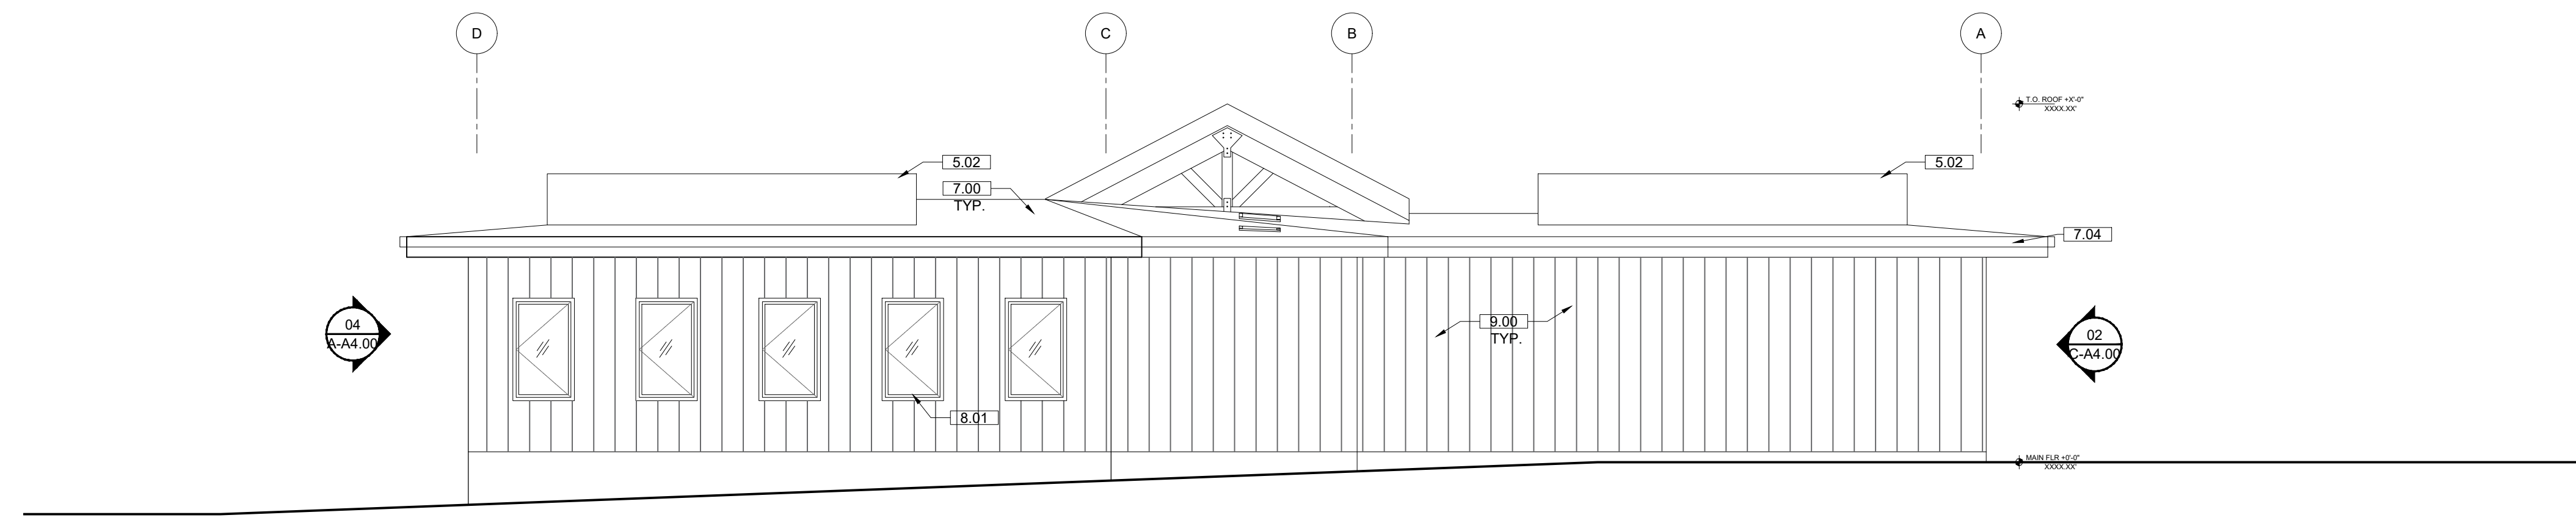 D
C
B
A
T.O. ROOF +X'-0"
XXXX.XX'
5.02
5.02
7.00
TYP.
7.04
04
A-A4.00
9.00
TYP.
02
C-A4.00
8.01
MAIN FLR +0'-0"
XXXX.XX'